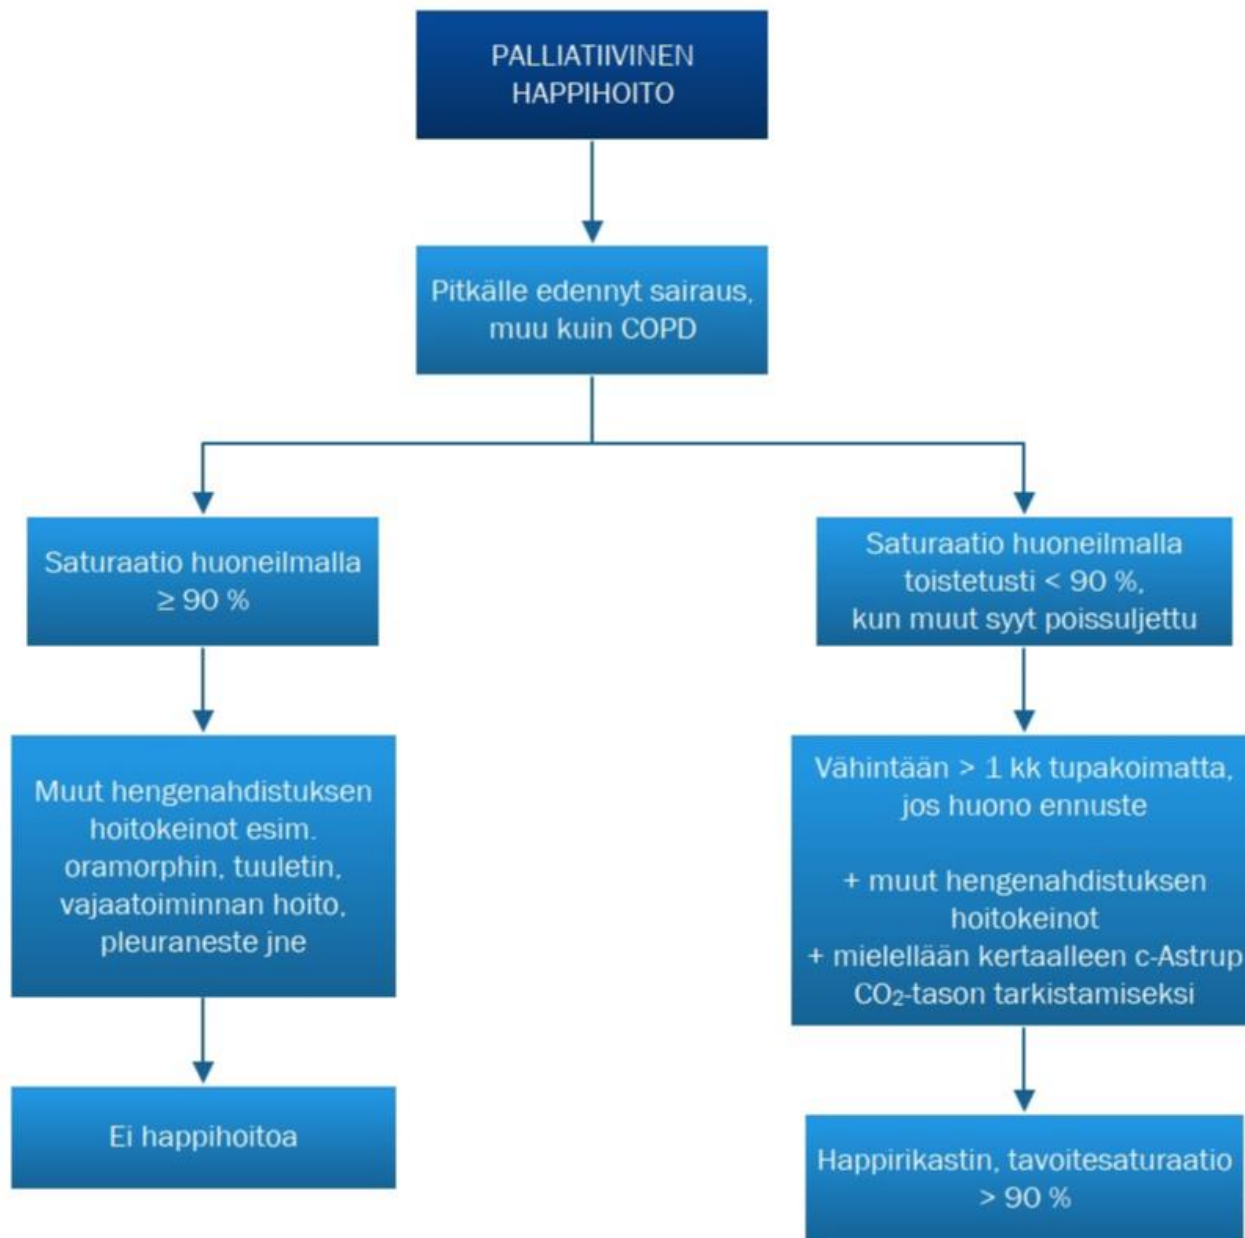 PALLIATIIVINEN
HAPPIHOITO
Pitkälle edennyt sairaus,
muu kuin COPD
Saturaatio huoneilmalla
≥ 90 %
Muut hengenahdistuksen
hoitokeinot esim.
oramorphin, tuuletin,
vajaatoiminnan hoito,
pleuraneste jne
Ei happihoitoa
Saturaatio huoneilmalla
toistetusti < 90 %,
kun muut syyt poissuljettu
Vähintään > 1 kk tupakoimatta,
jos huono ennuste
+ muut hengenahdistuksen
hoitokeinot
+ mielellään kertaalleen c-Astrup
CO₂-tason tarkistamiseksi
Happirikastin, tavoitesaturaatio
> 90 %